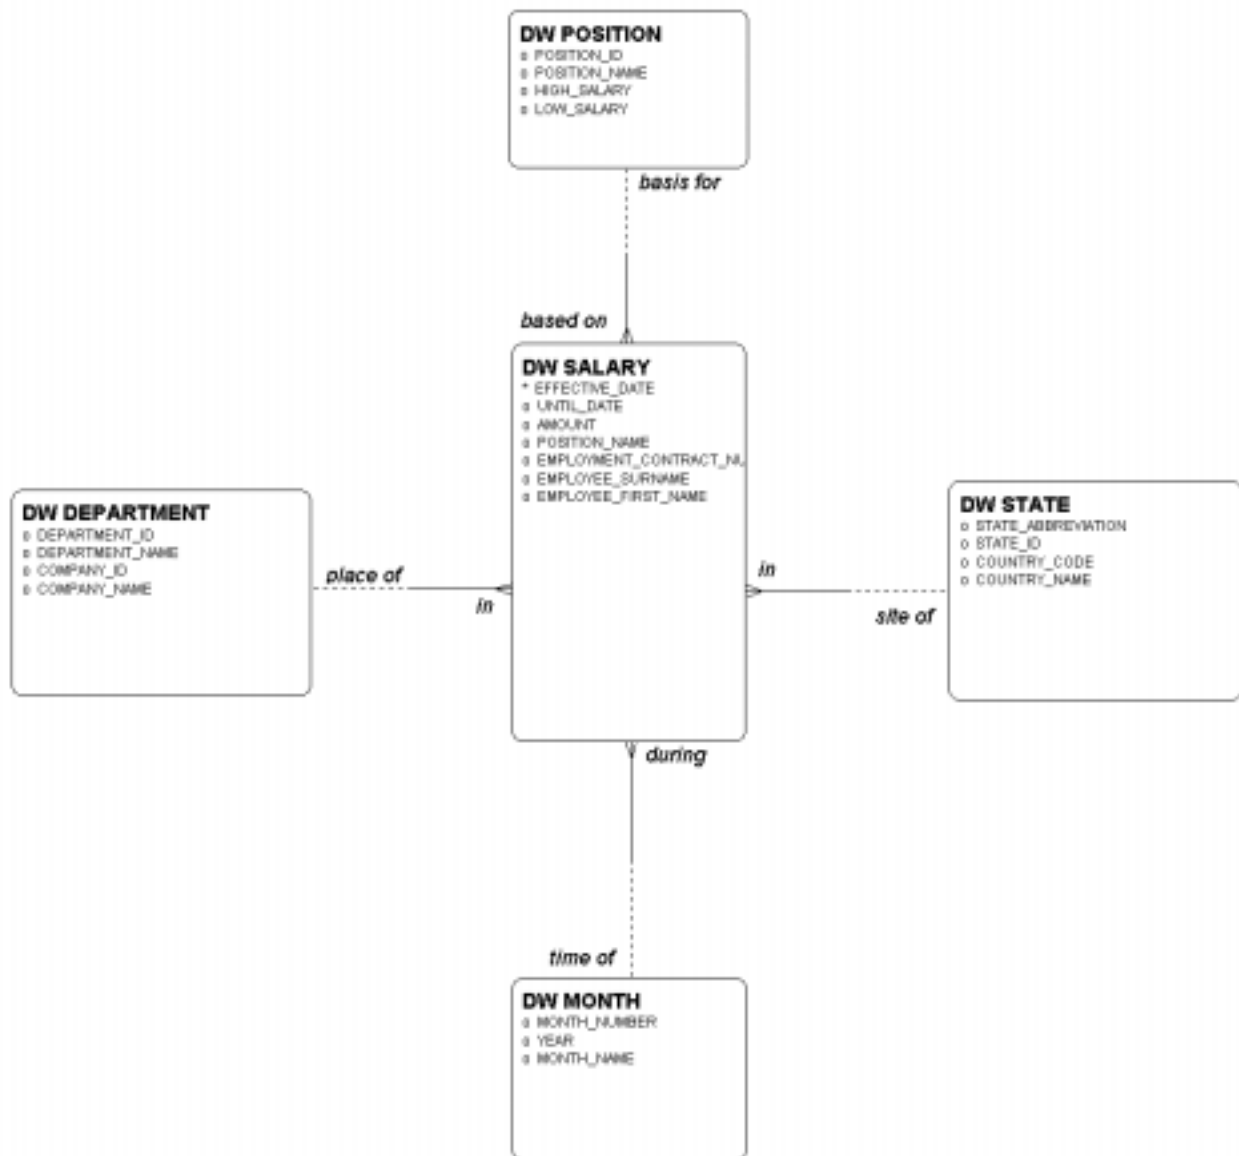 DW POSITION
o POSITION_ID
o POSITION_NAME
o HIGH_SALARY
o LOW_SALARY
basis for
based on
DW SALARY
* EFFECTIVE_DATE
o UNTIL_DATE
o AMOUNT
o POSITION_NAME
o EMPLOYMENT_CONTRACT_NU
o EMPLOYEE_SURNAME
o EMPLOYEE_FIRST_NAME
DW DEPARTMENT
o DEPARTMENT_ID
o DEPARTMENT_NAME
o COMPANY_ID
o COMPANY_NAME
place of
in
DW STATE
o STATE_ABBREVIATION
o STATE_ID
o COUNTRY_CODE
o COUNTRY_NAME
in
site of
during
time of
DW MONTH
o MONTH_NUMBER
o YEAR
o MONTH_NAME